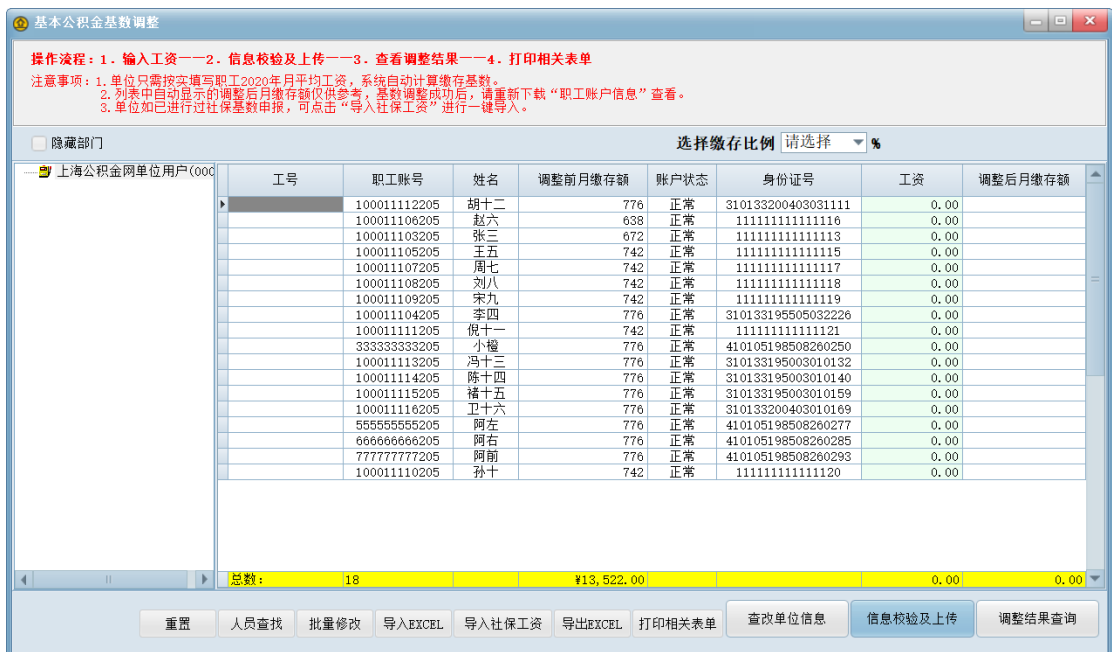 基本公积金基数调整
操作流程：1．输入工资——2．信息校验及上传——3．查看调整结果——4．打印相关表单
注意事项：1.单位只需按实填写职工2020年月平均工资，系统自动计算缴存基数。
2.列表中自动显示的调整后月缴存额仅供参考，基数调整成功后，请重新下载“职工账户信息”查看。
3.单位如已进行过社保基数申报，可点击“导入社保工资”进行一键导入。
隐藏部门 选择缴存比例 请选择 %
上海公积金网单位用户(000
工号 职工账号 姓名 调整前月缴存额 账户状态 身份证号 工资 调整后月缴存额
100011112205 胡十二 776 正常 310133200403031111 0.00
100011106205 赵六 638 正常 111111111111116 0.00
100011103205 张三 672 正常 111111111111113 0.00
100011105205 王五 742 正常 111111111111115 0.00
100011107205 周七 742 正常 111111111111117 0.00
100011108205 刘八 742 正常 111111111111118 0.00
100011109205 宋九 742 正常 111111111111119 0.00
100011104205 李四 776 正常 310133195505032226 0.00
100011111205 倪十一 742 正常 111111111111121 0.00
333333333205 小橙 776 正常 410105198508260250 0.00
100011113205 冯十三 776 正常 310133195003010132 0.00
100011114205 陈十四 776 正常 310133195003010140 0.00
100011115205 褚十五 776 正常 310133195003010159 0.00
100011116205 卫十六 776 正常 310133200403010169 0.00
555555555205 阿左 776 正常 410105198508260277 0.00
666666666205 阿右 776 正常 410105198508260285 0.00
777777777205 阿前 776 正常 410105198508260293 0.00
100011110205 孙十 742 正常 111111111111120 0.00
总数: 18 ¥13,522.00 0.00 0.00
重置 人员查找 批量修改 导入EXCEL 导入社保工资 导出EXCEL 打印相关表单 查改单位信息 信息校验及上传 调整结果查询